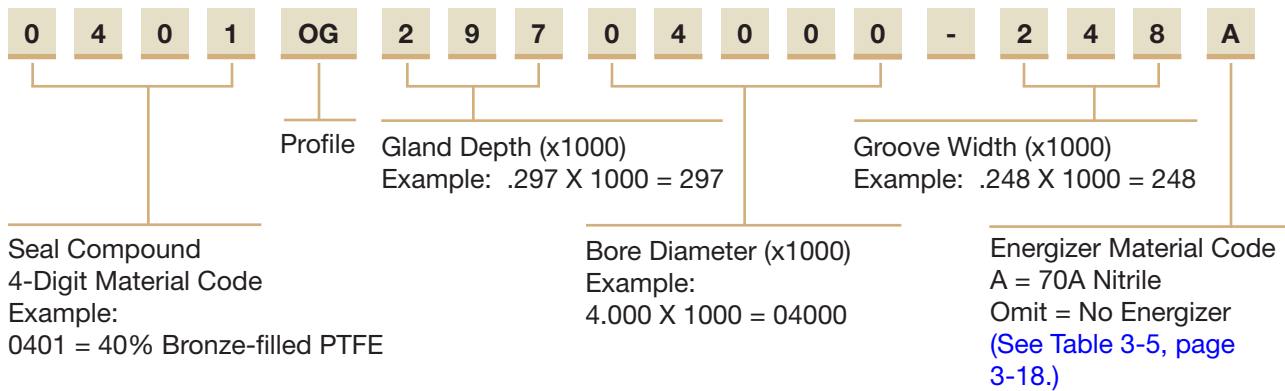 0 4 0 1 OG 2 9 7 0 4 0 0 0 - 2 4 8 A
Profile
Gland Depth (x1000)
Example: .297 X 1000 = 297
Groove Width (x1000)
Example: .248 X 1000 = 248
Seal Compound
4-Digit Material Code
Example:
0401 = 40% Bronze-filled PTFE
Bore Diameter (x1000)
Example:
4.000 X 1000 = 04000
Energizer Material Code
A = 70A Nitrile
Omit = No Energizer
(See Table 3-5, page
3-18.)